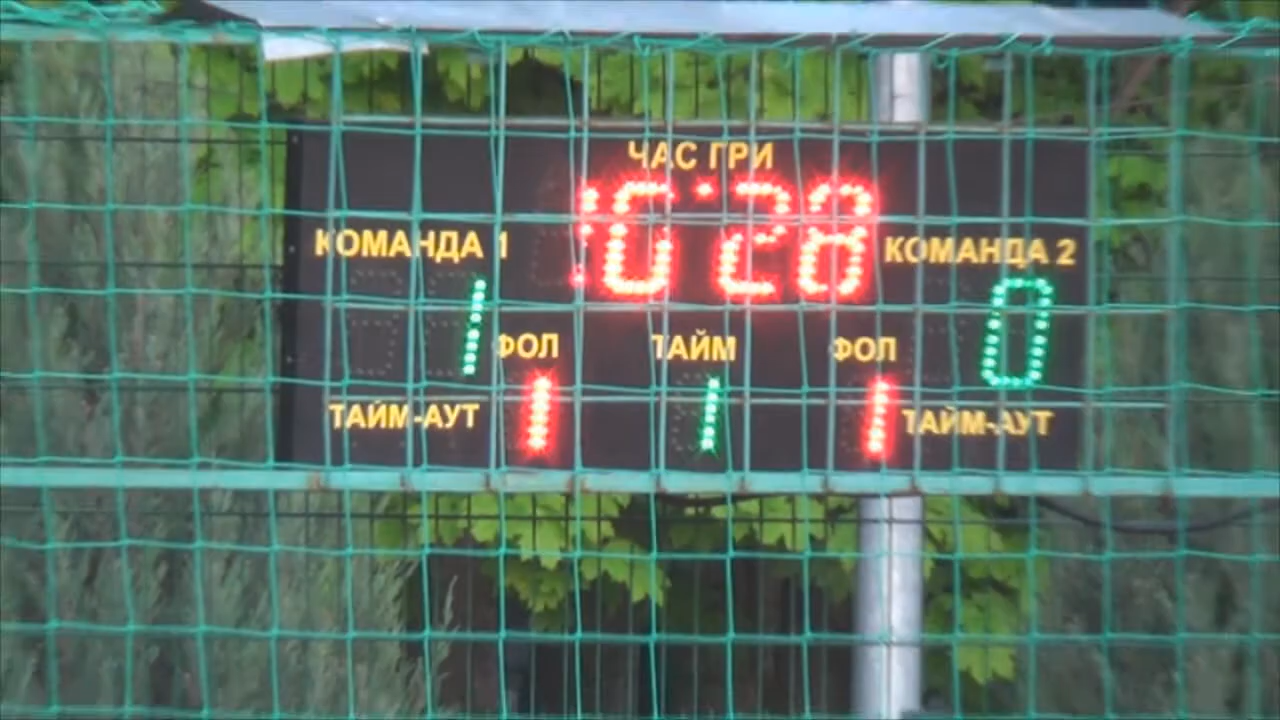 ЧАС ГРИ
10:28
КОМАНДА 1
КОМАНДА 2
1
0
ФОЛ
ТАЙМ
ФОЛ
1
1
1
ТАЙМ-АУТ
ТАЙМ-АУТ